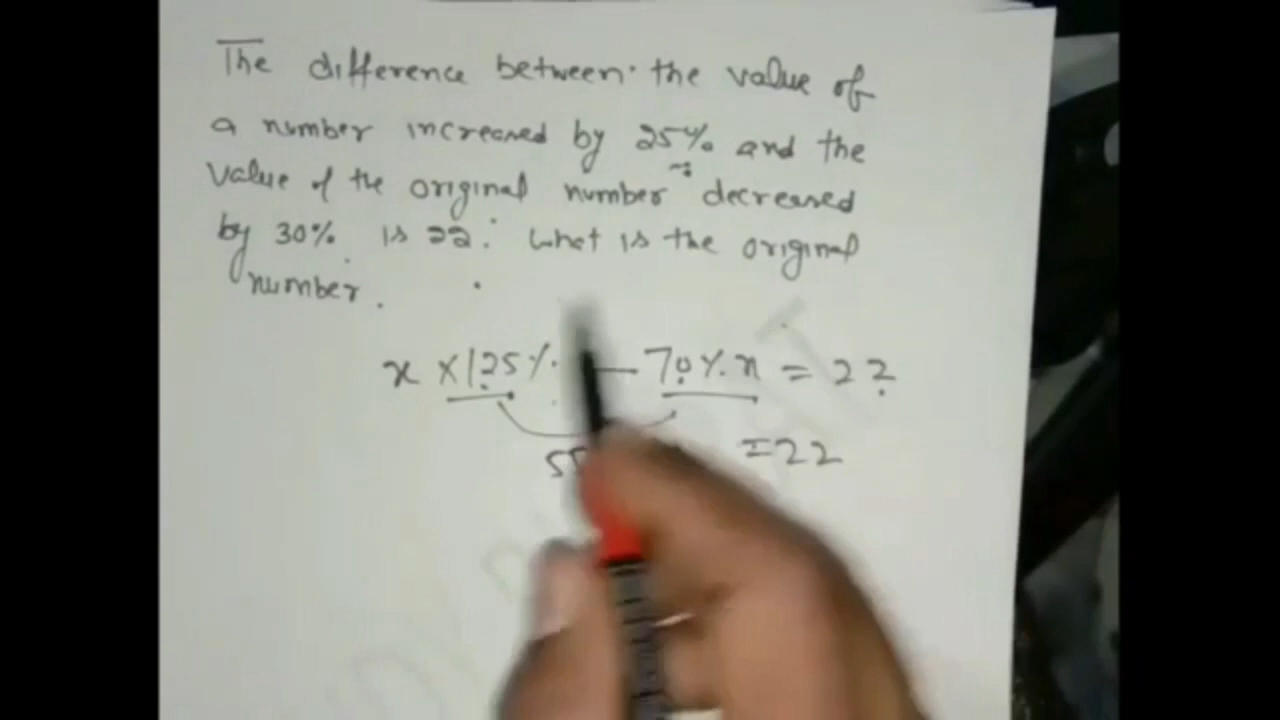 The difference between the value of
a number increased by 25% and the
value of the original number decreased
by 30% is 22. What is the original
number.
x × 125% — 70% x = 22
55 = 22